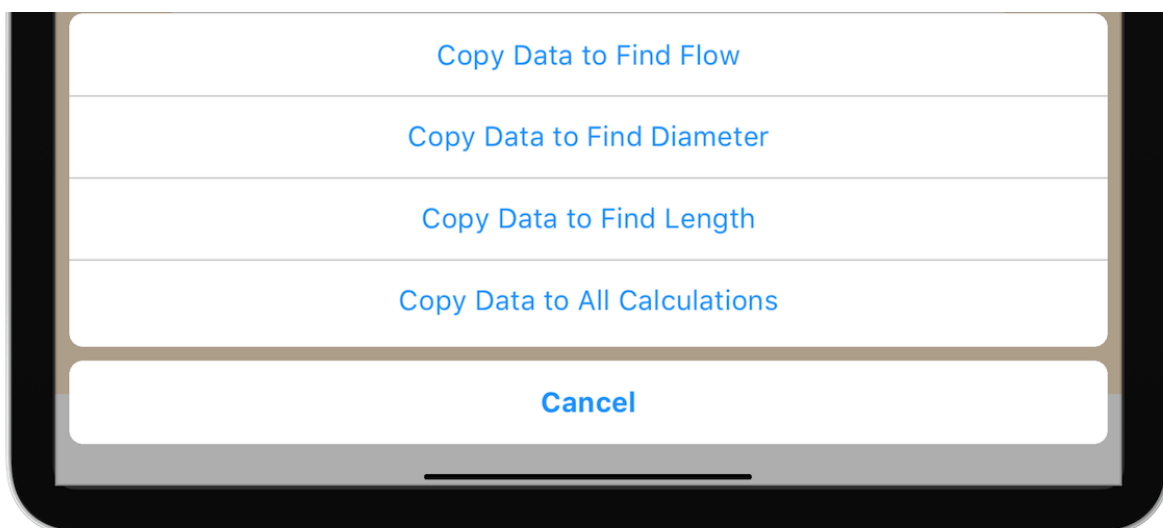 Copy Data to Find Flow
Copy Data to Find Diameter
Copy Data to Find Length
Copy Data to All Calculations
Cancel